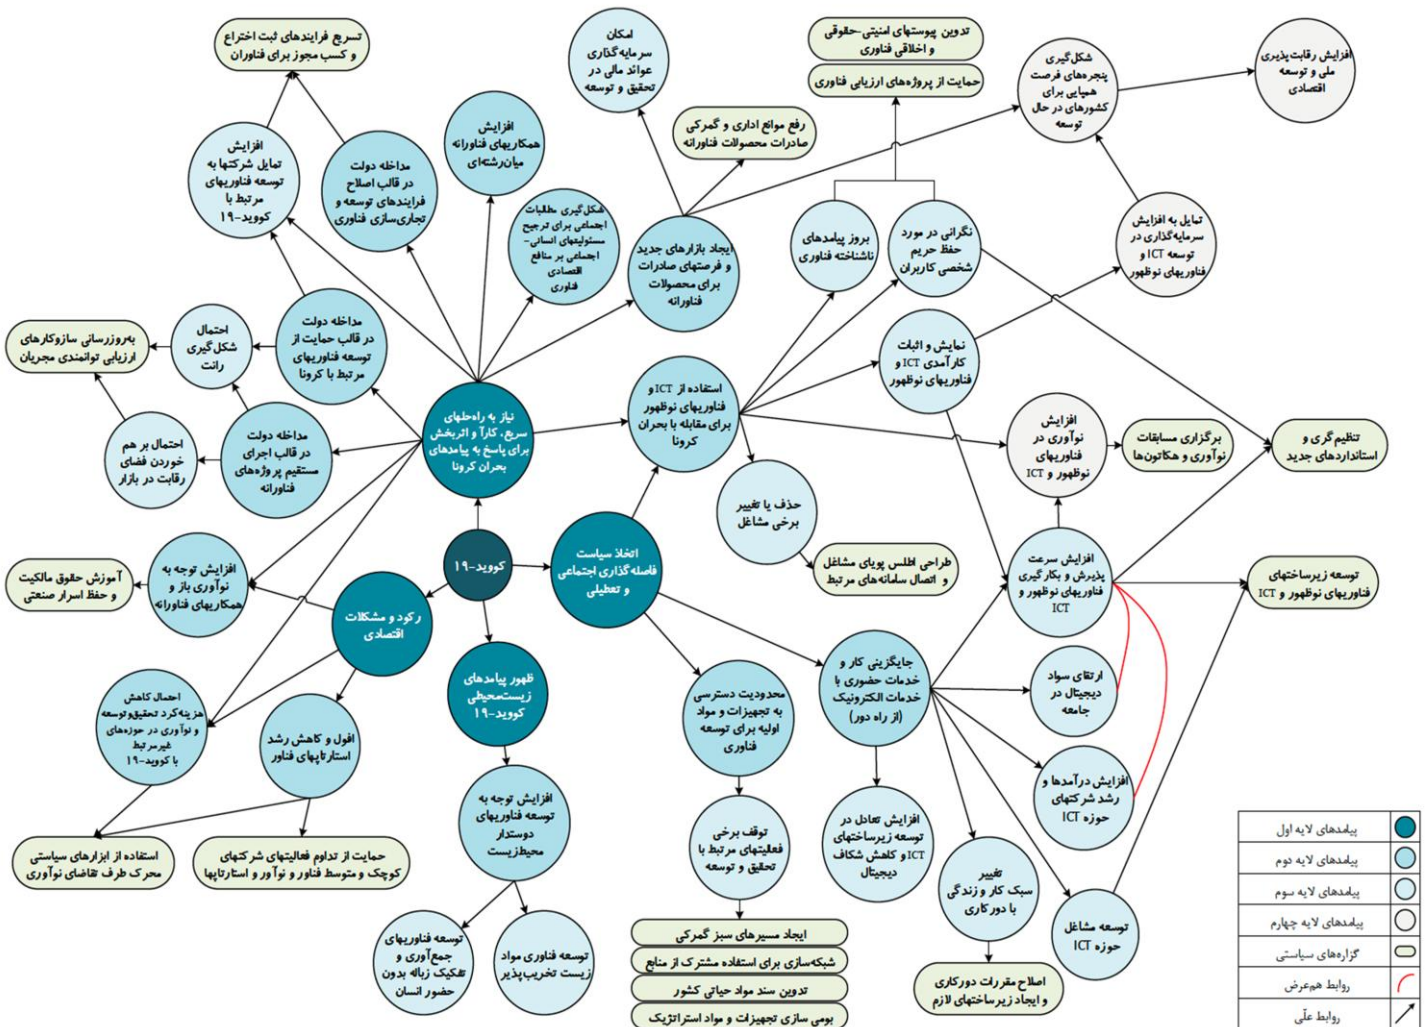 تسریع فرایندهای ثبت اختراع
و کسب مجوز برای فناوران
امکان
سرمایه‌گذاری
عوائد مالی در
تحقیق و توسعه
تدوین پیوستهای امنیتی-حقوقی
و اخلاقی فناوری
حمایت از پروژه‌های ارزیابی فناوری
شکل‌گیری
پنجره‌های فرصت
همپایی برای
کشورهای در حال
توسعه
افزایش رقابت‌پذیری
ملی و توسعه
اقتصادی
افزایش
تمایل شرکتها به
توسعه فناوریهای
مرتبط با
کووید-۱۹
مداخله دولت
در قالب اصلاح
فرایندهای توسعه و
تجاری‌سازی فناوری
افزایش
همکاریهای فناورانه
میان‌رشته‌ای
رفع موانع اداری و گمرکی
صادرات محصولات فناورانه
شکل‌گیری مطالبات
اجتماعی برای ترجیح
مسئولیتهای انسانی-
اجتماعی بر منافع
اقتصادی
فناوری
ایجاد بازارهای جدید
و فرصتهای صادرات
برای محصولات
فناورانه
بروز پیامدهای
ناشناخته فناوری
نگرانی در مورد
حفظ حریم
شخصی کاربران
تمایل به افزایش
سرمایه‌گذاری در
توسعه ICT و
فناوریهای نوظهور
به‌روزرسانی سازوکارهای
ارزیابی توانمندی مجریان
احتمال
شکل‌گیری
رانت
مداخله دولت
در قالب حمایت از
توسعه فناوریهای
مرتبط با کرونا
نمایش و اثبات
کارآمدی ICT و
فناوریهای نوظهور
احتمال بر هم
خوردن فضای
رقابت در بازار
مداخله دولت
در قالب اجرای
مستقیم پروژه‌های
فناورانه
نیاز به راه‌حلهای
سریع، کارآ و اثربخش
برای پاسخ به پیامدهای
بحران کرونا
استفاده از ICT و
فناوریهای نوظهور
برای مقابله با بحران
کرونا
افزایش
نوآوری در
فناوریهای
نوظهور و ICT
برگزاری مسابقات
نوآوری و هکاتون‌ها
تنظیم‌گری و
استانداردهای جدید
حذف یا تغییر
برخی مشاغل
طراحی اطلس پویای مشاغل
و اتصال سامانه‌های مرتبط
آموزش حقوق مالکیت
و حفظ اسرار صنعتی
افزایش توجه به
نوآوری باز و
همکاریهای فناورانه
رکود و مشکلات
اقتصادی
کووید-۱۹
اتخاذ سیاست
فاصله‌گذاری اجتماعی
و تعطیلی
افزایش سرعت
پذیرش و بکارگیری
فناوریهای نوظهور و
ICT
توسعه زیرساختهای
فناوریهای نوظهور و ICT
احتمال کاهش
هزینه‌کرد تحقیق‌وتوسعه
و نوآوری در حوزه‌های
غیرمرتبط
با کووید-۱۹
افول و کاهش رشد
استارتاپهای فناور
ظهور پیامدهای
زیست‌محیطی
کووید-۱۹
محدودیت دسترسی
به تجهیزات و مواد
اولیه برای توسعه
فناوری
جایگزینی کار و
خدمات حضوری با
خدمات الکترونیک
(از راه دور)
ارتقای سواد
دیجیتال در
جامعه
افزایش درآمدها و
رشد شرکتهای
حوزه ICT
استفاده از ابزارهای سیاستی
محرک طرف تقاضای نوآوری
حمایت از تداوم فعالیتهای شرکتهای
کوچک و متوسط فناور و نوآور و استارتاپها
افزایش توجه به
توسعه فناوریهای
دوستدار
محیط‌زیست
توقف برخی
فعالیتهای مرتبط با
تحقیق و توسعه
افزایش تعادل در
توسعه زیرساختهای
ICT و کاهش شکاف
دیجیتال
تغییر
سبک کار و زندگی
با دورکاری
توسعه مشاغل
حوزه ICT
توسعه فناوریهای
جمع‌آوری و
تفکیک زباله بدون
حضور انسان
توسعه فناوری مواد
زیست تخریب‌پذیر
ایجاد مسیرهای سبز گمرکی
شبکه‌سازی برای استفاده مشترک از منابع
تدوین سند مواد حیاتی کشور
بومی سازی تجهیزات و مواد استراتژیک
اصلاح مقررات دورکاری
و ایجاد زیرساختهای لازم
پیامدهای لایه اول
پیامدهای لایه دوم
پیامدهای لایه سوم
پیامدهای لایه چهارم
گزاره‌های سیاستی
روابط هم‌عرض
روابط علّی